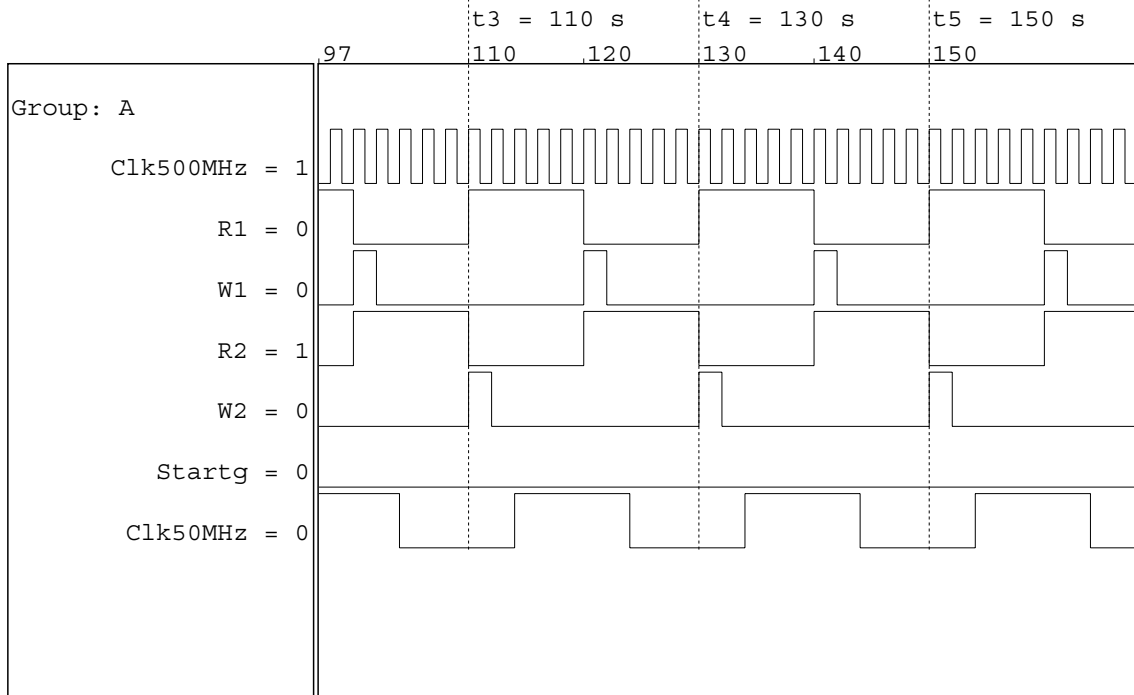 t3 = 110 s t4 = 130 s t5 = 150 s
97 110 120 130 140 150
Group: A
Clk500MHz = 1
R1 = 0
W1 = 0
R2 = 1
W2 = 0
Startg = 0
Clk50MHz = 0